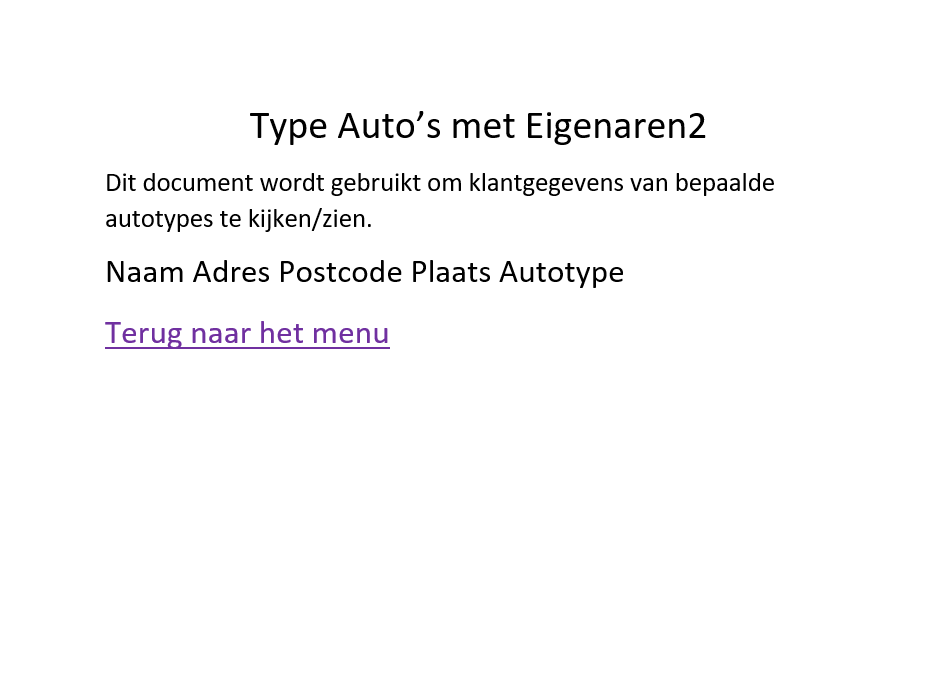 Type Auto’s met Eigenaren2
Dit document wordt gebruikt om klantgegevens van bepaalde
autotypes te kijken/zien.
Naam Adres Postcode Plaats Autotype
Terug naar het menu